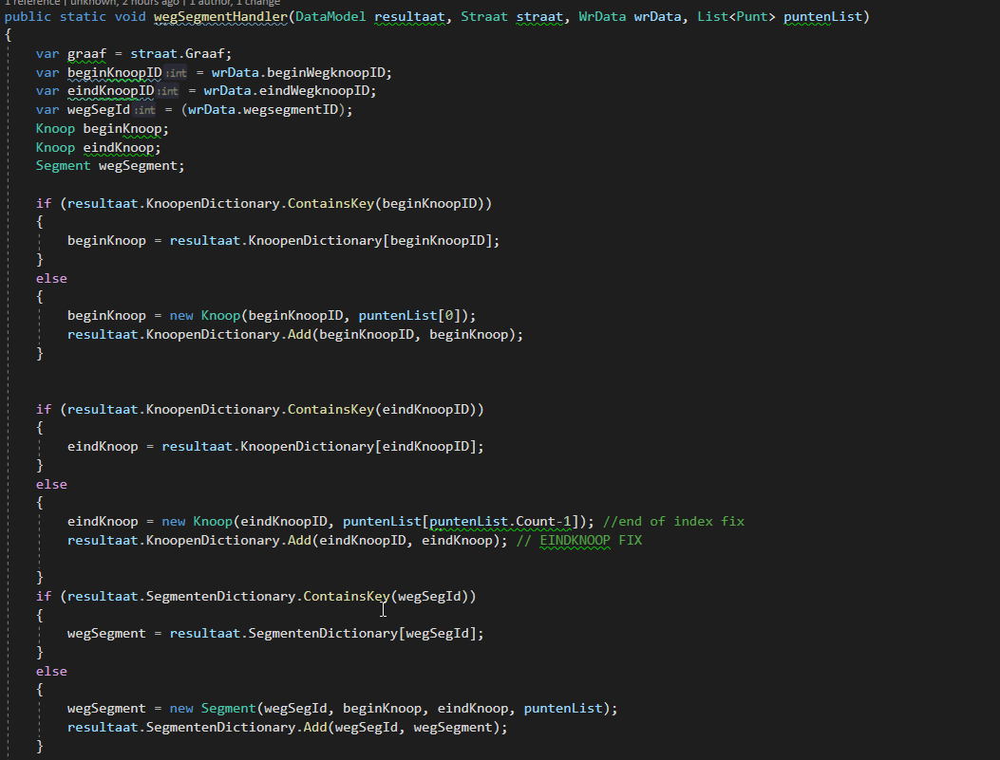 1 reference | unknown, 2 hours ago | 1 author, 1 change
public static void wegSegmentHandler(DataModel resultaat, Straat straat, WrData wrData, List<Punt> puntenList)
{
    var graaf = straat.Graaf;
    var beginKnoopID :int = wrData.beginWegknoopID;
    var eindKnoopID :int = wrData.eindWegknoopID;
    var wegSegId :int = (wrData.wegsegmentID);
    Knoop beginKnoop;
    Knoop eindKnoop;
    Segment wegSegment;
    if (resultaat.KnoopenDictionary.ContainsKey(beginKnoopID))
    {
        beginKnoop = resultaat.KnoopenDictionary[beginKnoopID];
    }
    else
    {
        beginKnoop = new Knoop(beginKnoopID, puntenList[0]);
        resultaat.KnoopenDictionary.Add(beginKnoopID, beginKnoop);
    }
    if (resultaat.KnoopenDictionary.ContainsKey(eindKnoopID))
    {
        eindKnoop = resultaat.KnoopenDictionary[eindKnoopID];
    }
    else
    {
        eindKnoop = new Knoop(eindKnoopID, puntenList[puntenList.Count-1]); //end of index fix
        resultaat.KnoopenDictionary.Add(eindKnoopID, eindKnoop); // EINDKNOOP FIX
    }
    if (resultaat.SegmentenDictionary.ContainsKey(wegSegId))
    {
        wegSegment = resultaat.SegmentenDictionary[wegSegId];
    }
    else
    {
        wegSegment = new Segment(wegSegId, beginKnoop, eindKnoop, puntenList);
        resultaat.SegmentenDictionary.Add(wegSegId, wegSegment);
    }